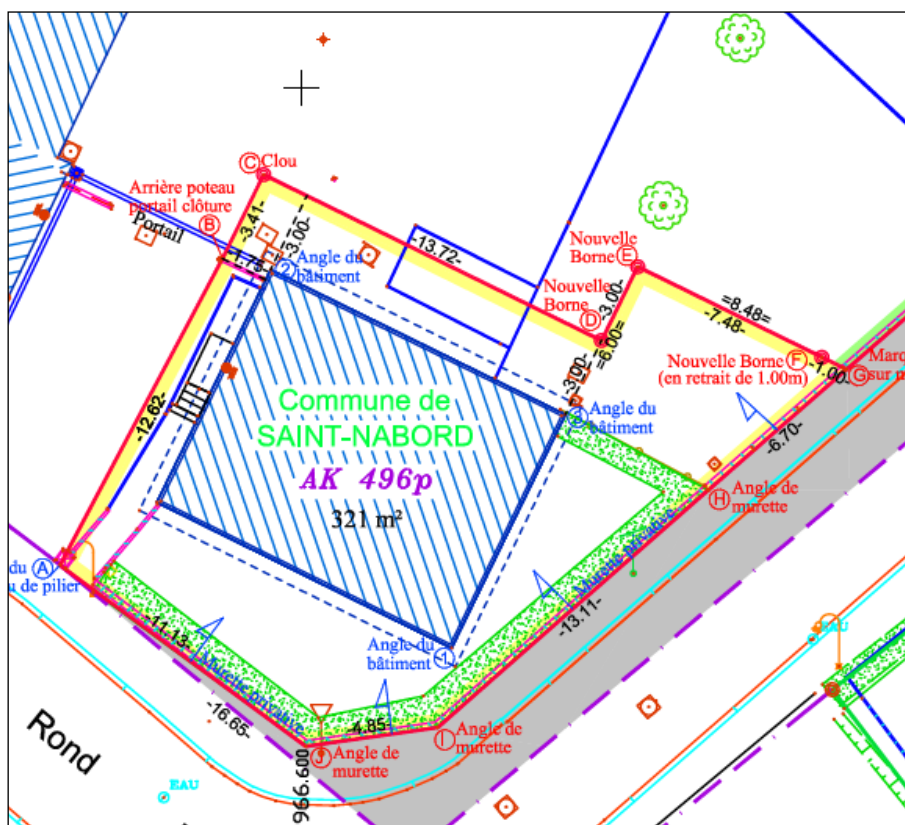 Ⓒ Clou
Arrière poteau
portail clôture
Ⓑ
Portail
-3.41-
-3.00-
-1.75-
② Angle du
bâtiment
-13.72-
Nouvelle
Borne Ⓔ
Nouvelle
Borne
Ⓓ
-3.00-
=6.00=
-3.00-
=8.48=
-7.48-
-1.00-
Nouvelle Borne Ⓕ
(en retrait de 1.00m)
Ⓖ
sur
-6.70-
Angle du
bâtiment
Commune de
SAINT-NABORD
AK 496p
321 m²
-12.62-
Ⓗ Angle de
murette
du Ⓐ
de pilier
Murette privative
-13.11-
-11.13-
Angle du
bâtiment ①
Murette privative
-16.65-
-4.85-
Ⓘ Angle de
murette
Ⓙ Angle de
murette
966.600
Rond
EAU
EAU